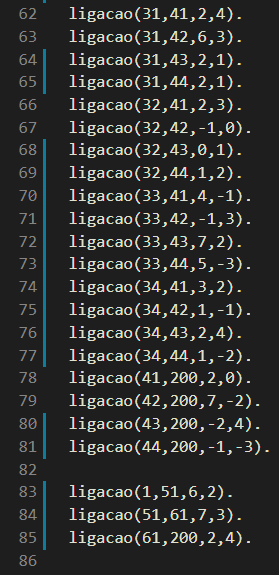 62 ligacao(31,41,2,4).
63 ligacao(31,42,6,3).
64 ligacao(31,43,2,1).
65 ligacao(31,44,2,1).
66 ligacao(32,41,2,3).
67 ligacao(32,42,-1,0).
68 ligacao(32,43,0,1).
69 ligacao(32,44,1,2).
70 ligacao(33,41,4,-1).
71 ligacao(33,42,-1,3).
72 ligacao(33,43,7,2).
73 ligacao(33,44,5,-3).
74 ligacao(34,41,3,2).
75 ligacao(34,42,1,-1).
76 ligacao(34,43,2,4).
77 ligacao(34,44,1,-2).
78 ligacao(41,200,2,0).
79 ligacao(42,200,7,-2).
80 ligacao(43,200,-2,4).
81 ligacao(44,200,-1,-3).
82
83 ligacao(1,51,6,2).
84 ligacao(51,61,7,3).
85 ligacao(61,200,2,4).
86